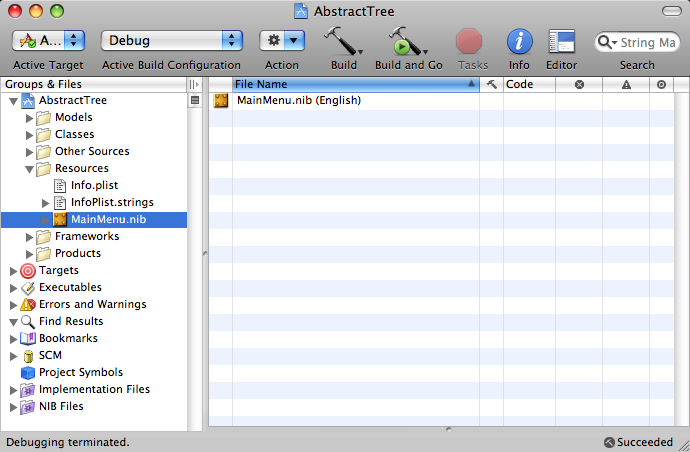 AbstractTree
A...
Debug
String Ma
Active Target
Active Build Configuration
Action
Build
Build and Go
Tasks
Info
Editor
Search
Groups & Files
File Name
Code
AbstractTree
MainMenu.nib (English)
Models
Classes
Other Sources
Resources
Info.plist
InfoPlist.strings
MainMenu.nib
Frameworks
Products
Targets
Executables
Errors and Warnings
Find Results
Bookmarks
SCM
Project Symbols
Implementation Files
NIB Files
Debugging terminated.
Succeeded